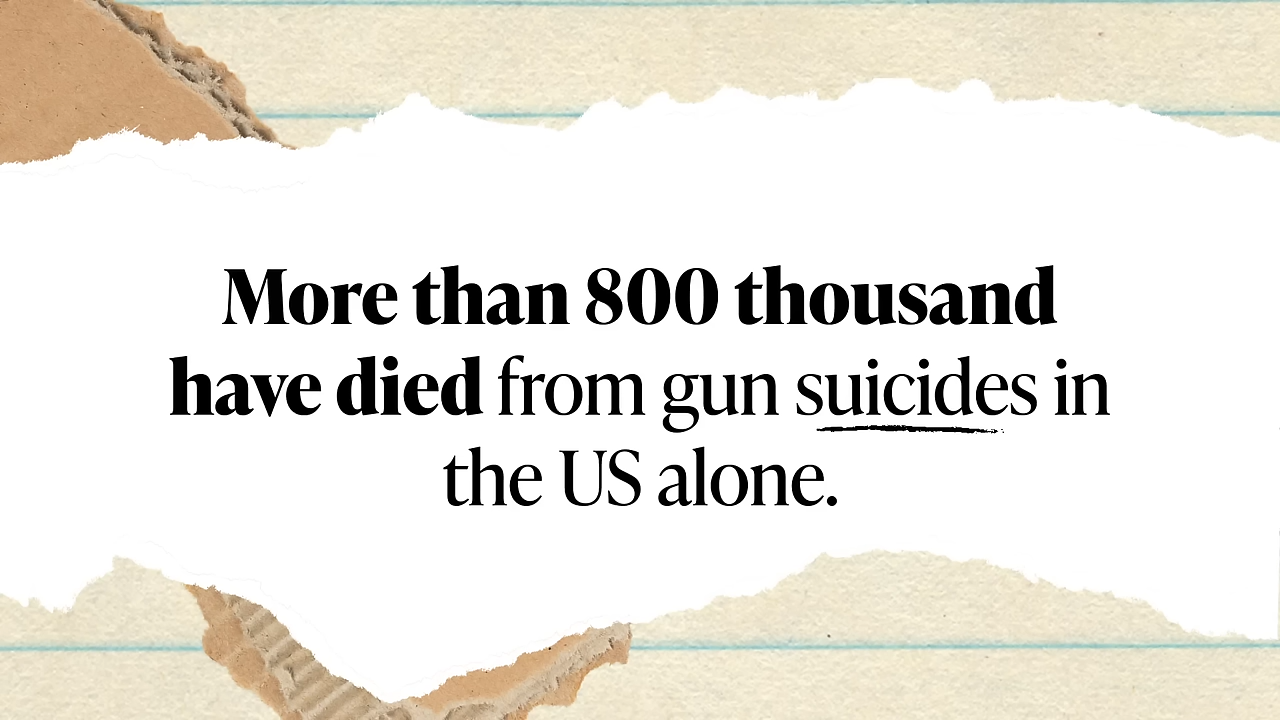 More than 800 thousand
have died from gun suicides in
the US alone.